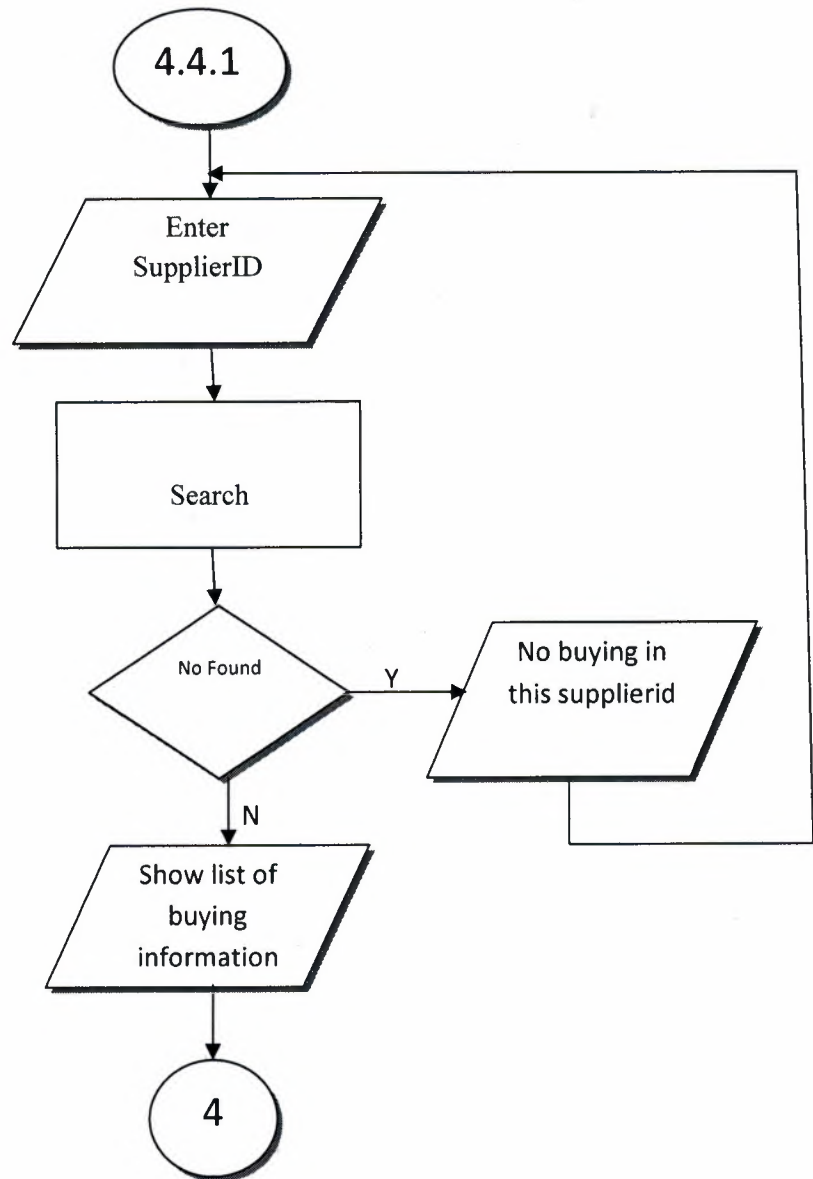 4.4.1
Enter
SupplierID
Search
No Found
Y
No buying in
this supplierid
N
Show list of
buying
information
4